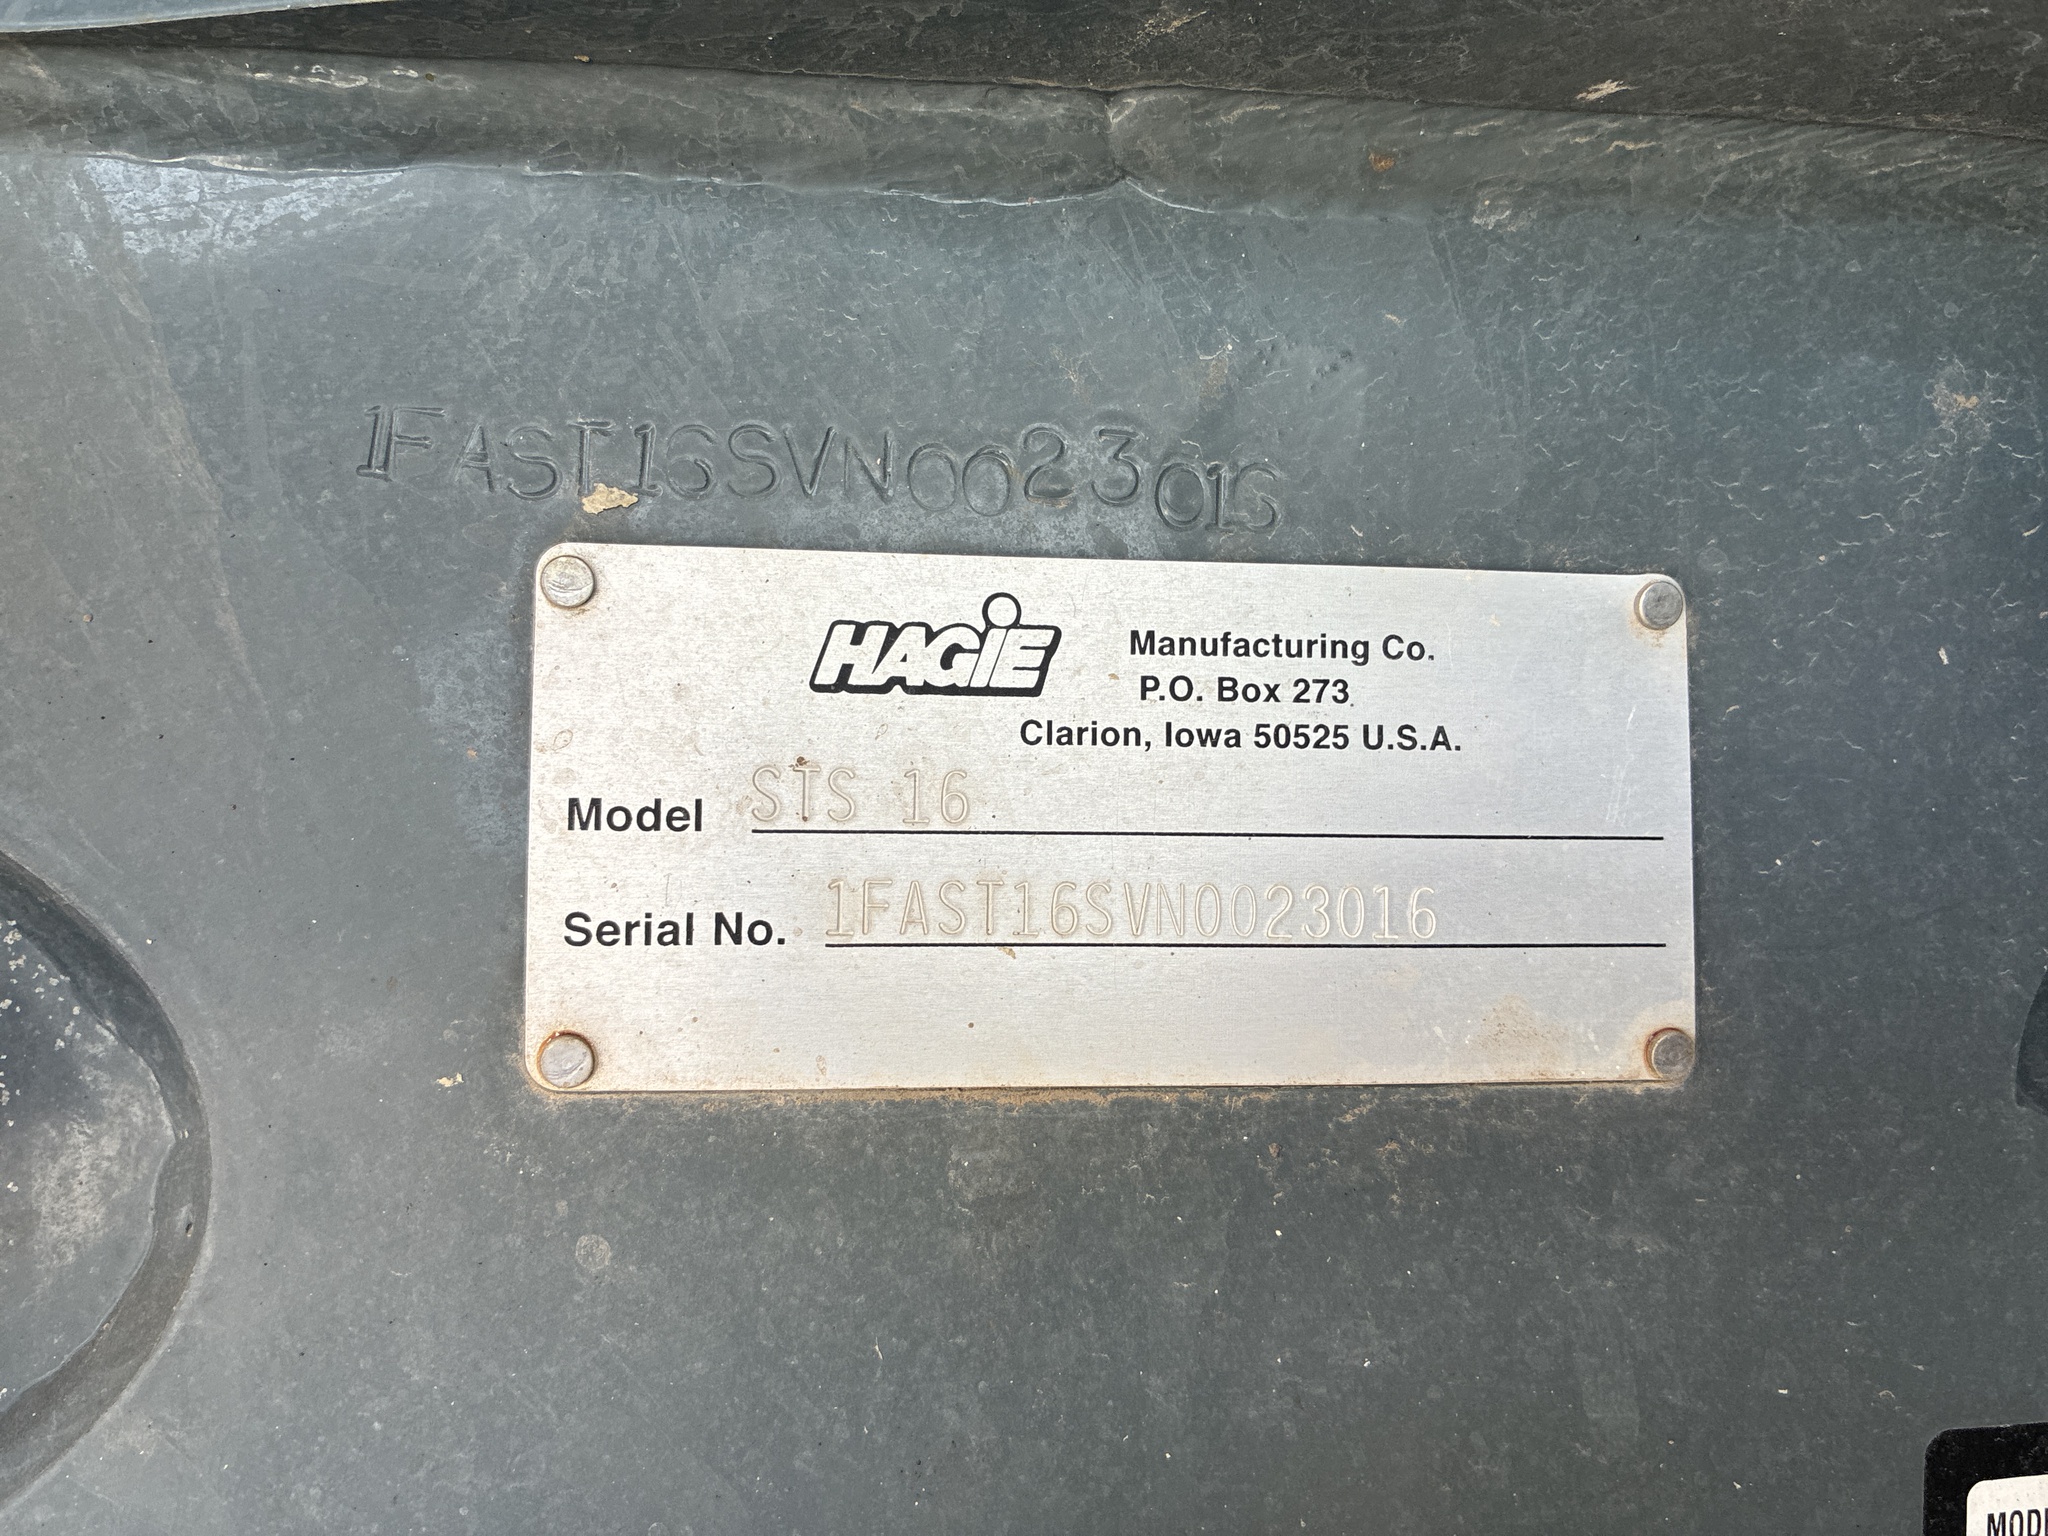 1FAST16SVN0023016
HAGiE
Manufacturing Co.
P.O. Box 273
Clarion, Iowa 50525 U.S.A.
Model STS 16
Serial No. 1FAST16SVN0023016